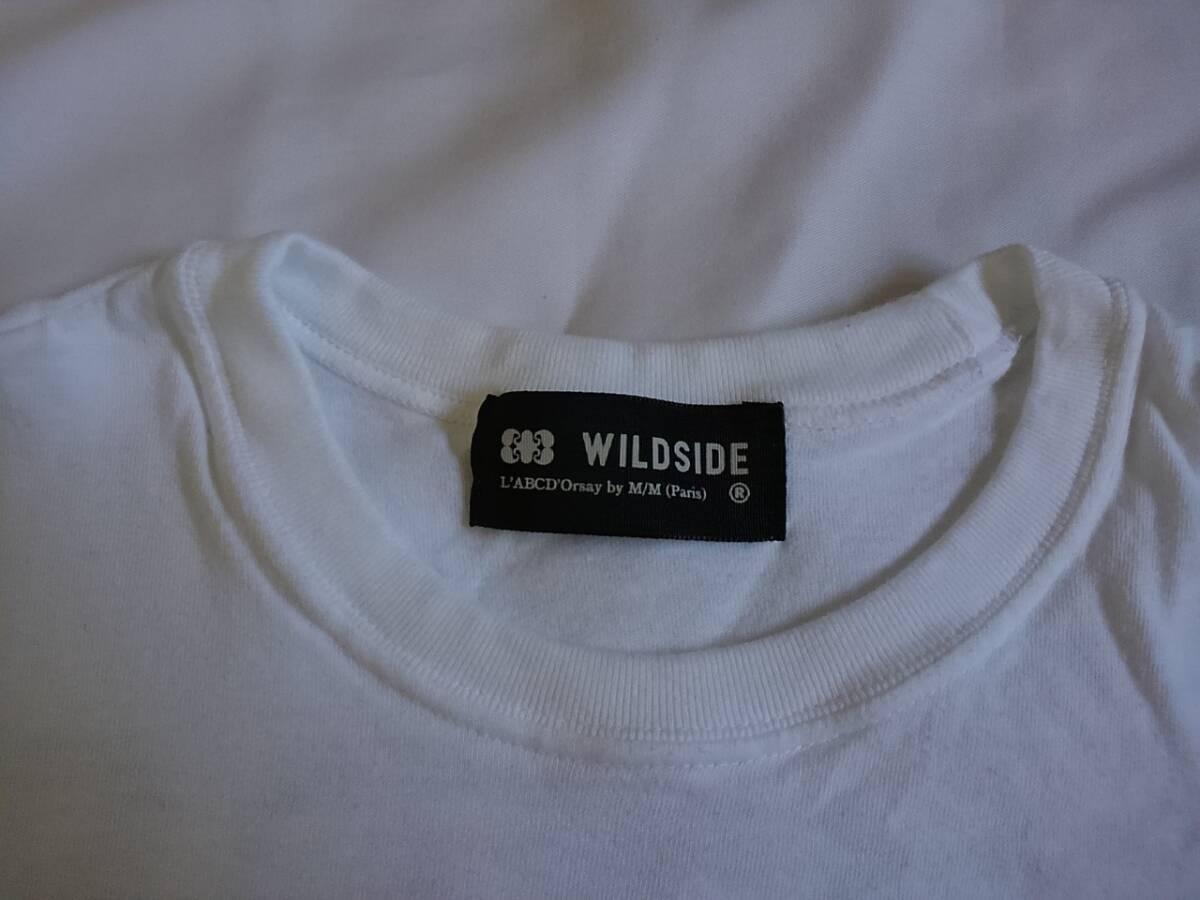 WILDSIDE
L'ABCD'Orsay by M/M (Paris) ®